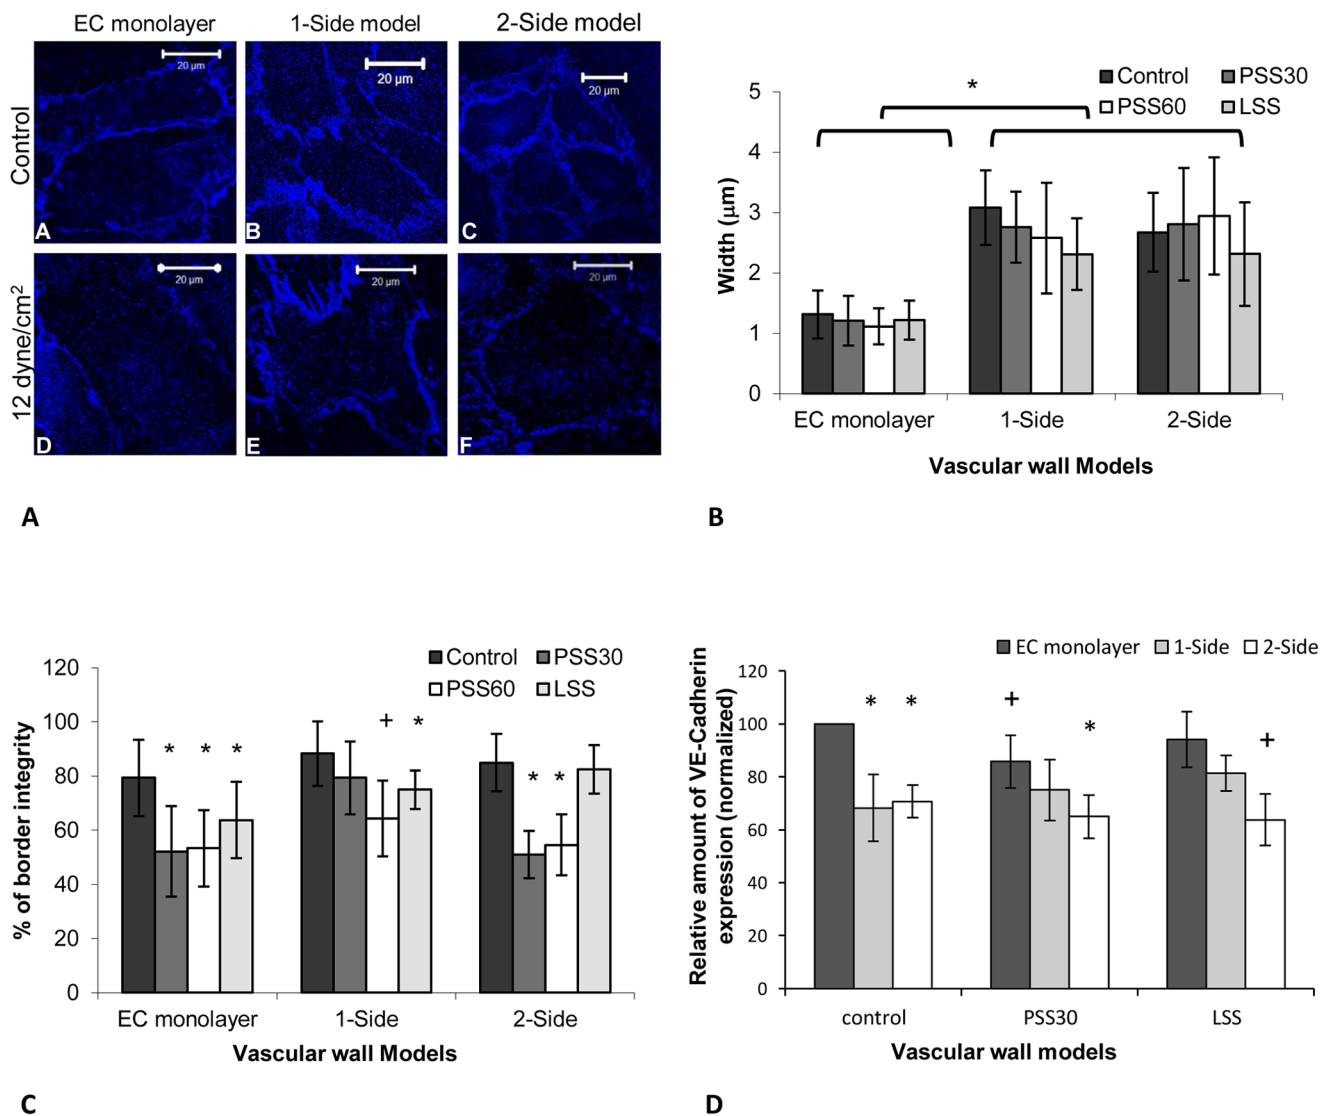 EC monolayer 1-Side model 2-Side model
Control
20 µm 20 µm 20 µm
A B C
12 dyne/cm²
20 µm 20 µm 20 µm
D E F
A
Control PSS30
PSS60 LSS
*
Width (µm)
5
4
3
2
1
0
EC monolayer 1-Side 2-Side
Vascular wall Models
B
Control PSS30
PSS60 LSS
% of border integrity
120
100
80
60
40
20
0
* * * + * * *
EC monolayer 1-Side 2-Side
Vascular wall Models
C
EC monolayer 1-Side 2-Side
Relative amount of VE-Cadherin
expression (normalized)
120
100
80
60
40
20
0
* * + * +
control PSS30 LSS
Vascular wall models
D